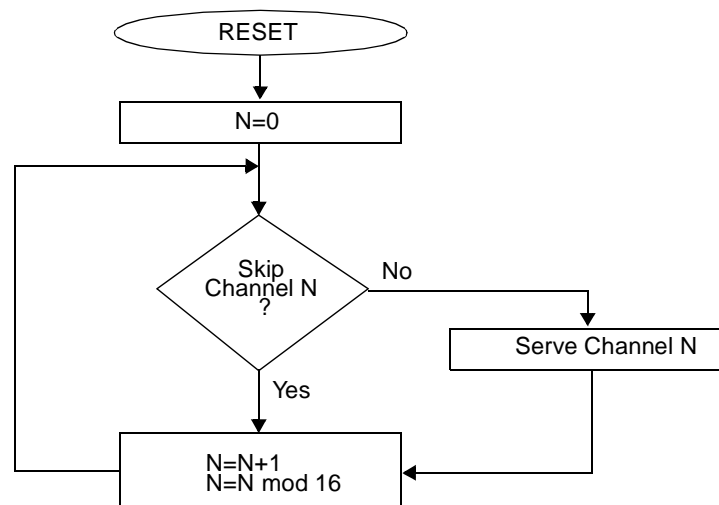 RESET
N=0
Skip
Channel N
?
No
Serve Channel N
Yes
N=N+1
N=N mod 16